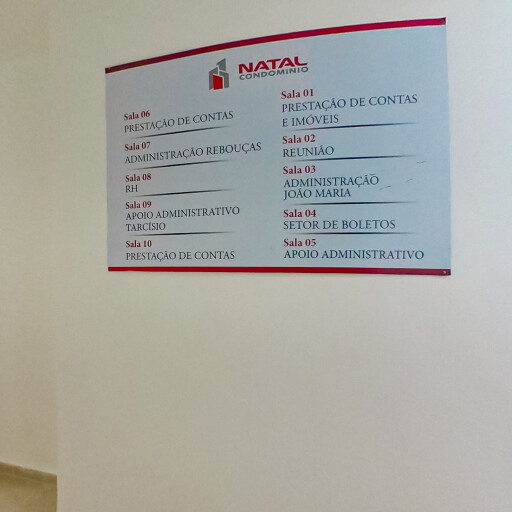 NATAL
CONDOMÍNIO
Sala 06
PRESTAÇÃO DE CONTAS
Sala 07
ADMINISTRAÇÃO REBOUÇAS
Sala 08
RH
Sala 09
APOIO ADMINISTRATIVO
TARCÍSIO
Sala 10
PRESTAÇÃO DE CONTAS
Sala 01
PRESTAÇÃO DE CONTAS
E IMÓVEIS
Sala 02
REUNIÃO
Sala 03
ADMINISTRAÇÃO
JOÃO MARIA
Sala 04
SETOR DE BOLETOS
Sala 05
APOIO ADMINISTRATIVO